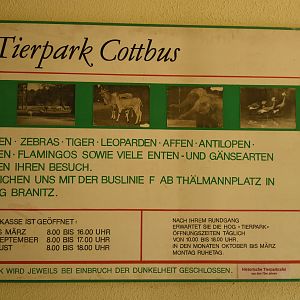 Tierpark Cottbus
EN · ZEBRAS · TIGER · LEOPARDEN · AFFEN · ANTILOPEN ·
EN · FLAMINGOS SOWIE VIELE ENTEN - UND GÄNSEARTEN
EN IHREN BESUCH.
EICHEN UNS MIT DER BUSLINIE F AB THÄLMANNPLATZ IN
G BRANITZ.
KASSE IST GEÖFFNET:
S MÄRZ 8.00 BIS 16.00 UHR
SEPTEMBER 8.00 BIS 17.00 UHR
UST 8.00 BIS 18.00 UHR
NACH IHREM RUNDGANG
ERWARTET SIE DIE HOG »TIERPARK«
ÖFFNUNGSZEITEN TÄGLICH
VON 10.00 BIS 16.00 UHR.
IN DEN MONATEN OKTOBER BIS MÄRZ
MONTAG RUHETAG.
K WIRD JEWEILS BEI EINBRUCH DER DUNKELHEIT GESCHLOSSEN.
Historische Tierparktafel